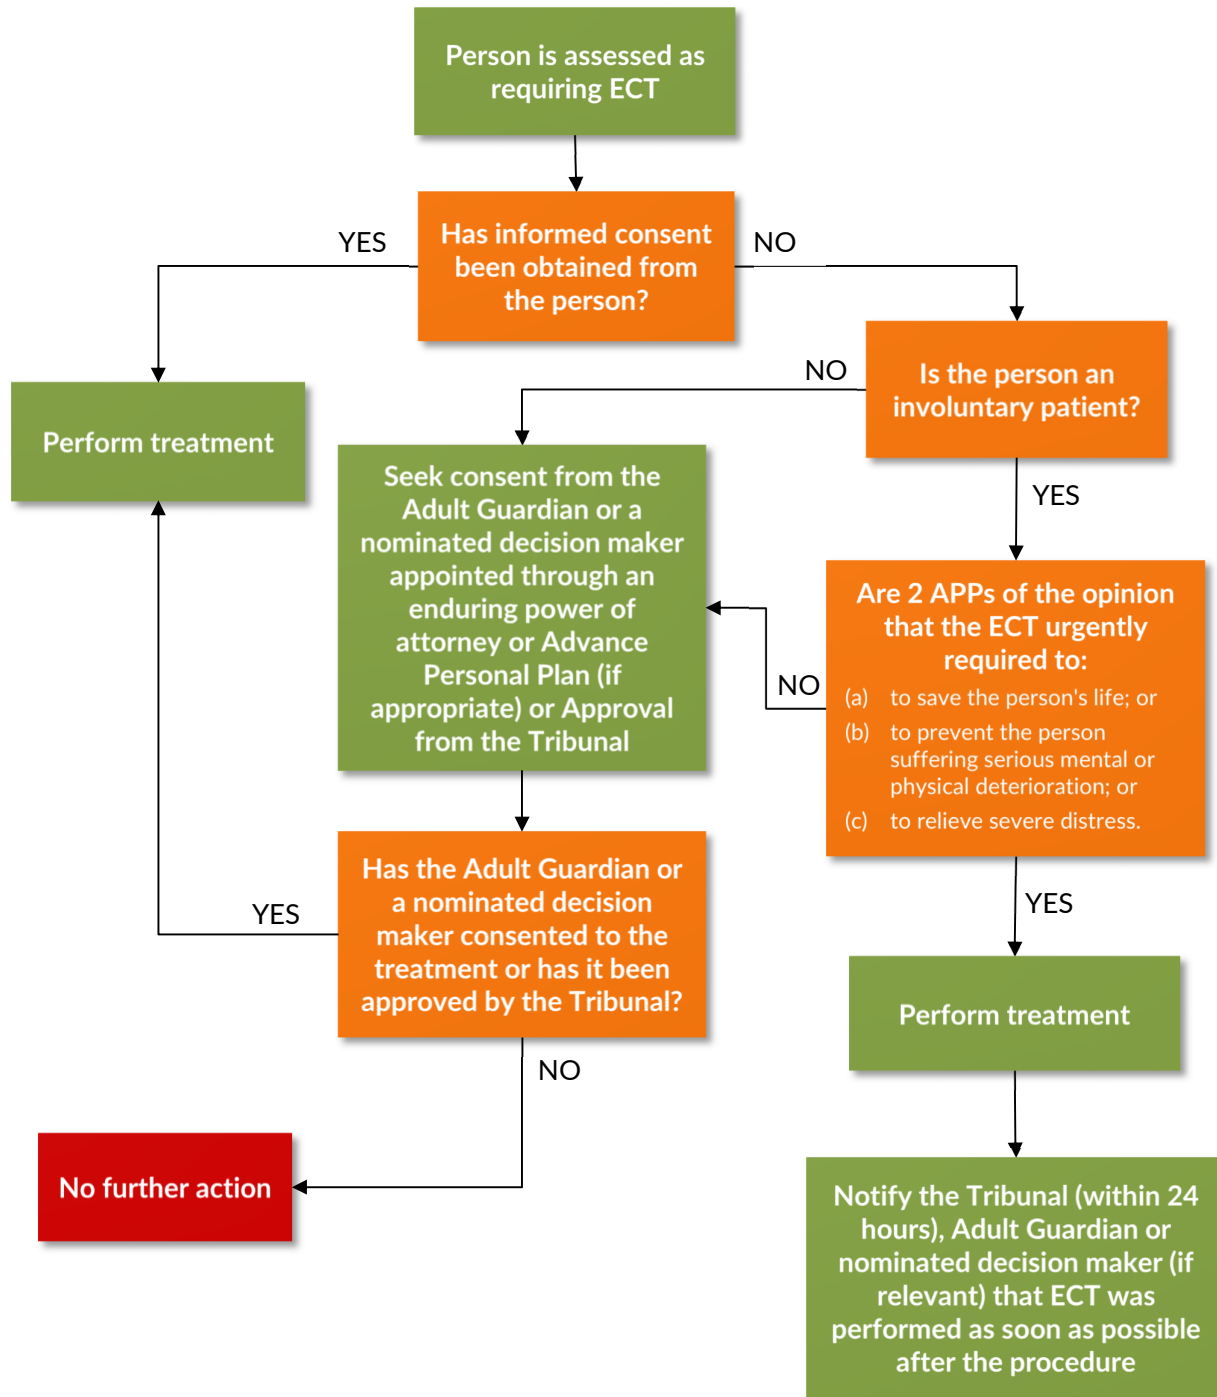 Person is assessed as
requiring ECT
Has informed consent
been obtained from
the person?
YES
NO
Is the person an
involuntary patient?
NO
YES
Perform treatment
Seek consent from the
Adult Guardian or a
nominated decision maker
appointed through an
enduring power of
attorney or Advance
Personal Plan (if
appropriate) or Approval
from the Tribunal
Are 2 APPs of the opinion
that the ECT urgently
required to:
(a) to save the person's life; or
(b) to prevent the person
suffering serious mental or
physical deterioration; or
(c) to relieve severe distress.
NO
YES
Has the Adult Guardian or
a nominated decision
maker consented to the
treatment or has it been
approved by the Tribunal?
YES
NO
Perform treatment
No further action
Notify the Tribunal (within 24
hours), Adult Guardian or
nominated decision maker (if
relevant) that ECT was
performed as soon as possible
after the procedure